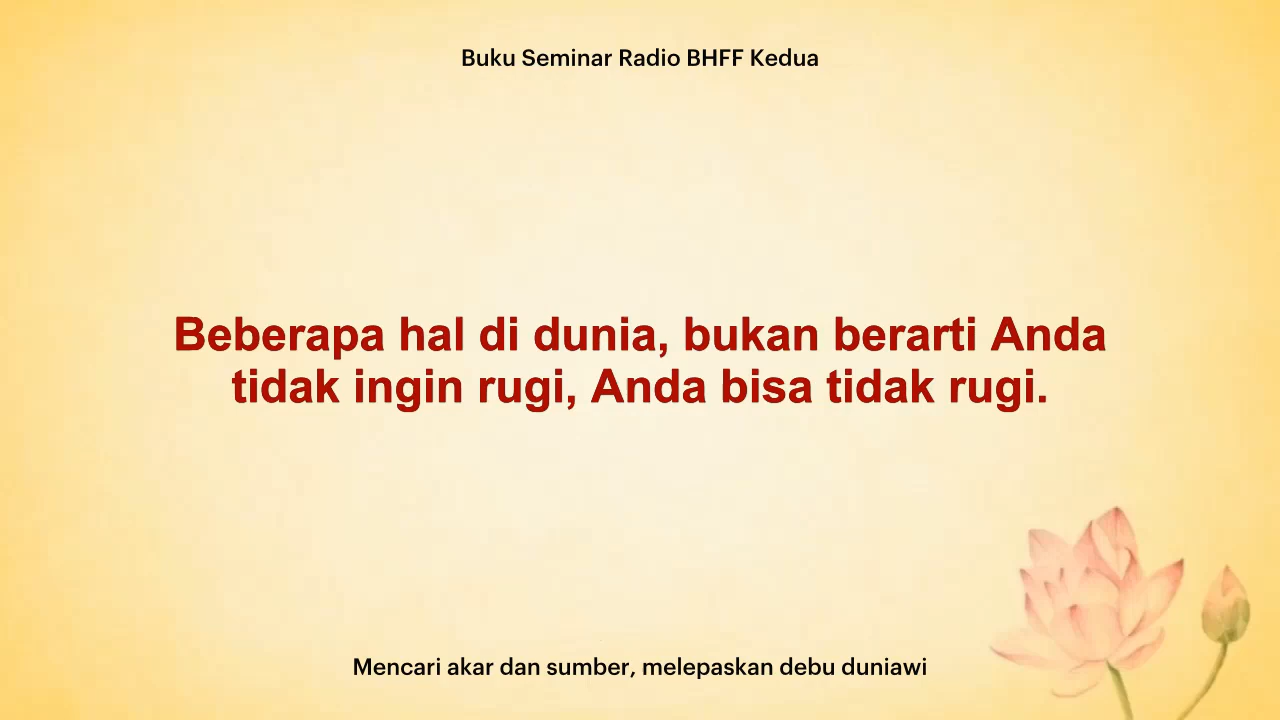 Buku Seminar Radio BHFF Kedua
Beberapa hal di dunia, bukan berarti Anda
tidak ingin rugi, Anda bisa tidak rugi.
Mencari akar dan sumber, melepaskan debu duniawi